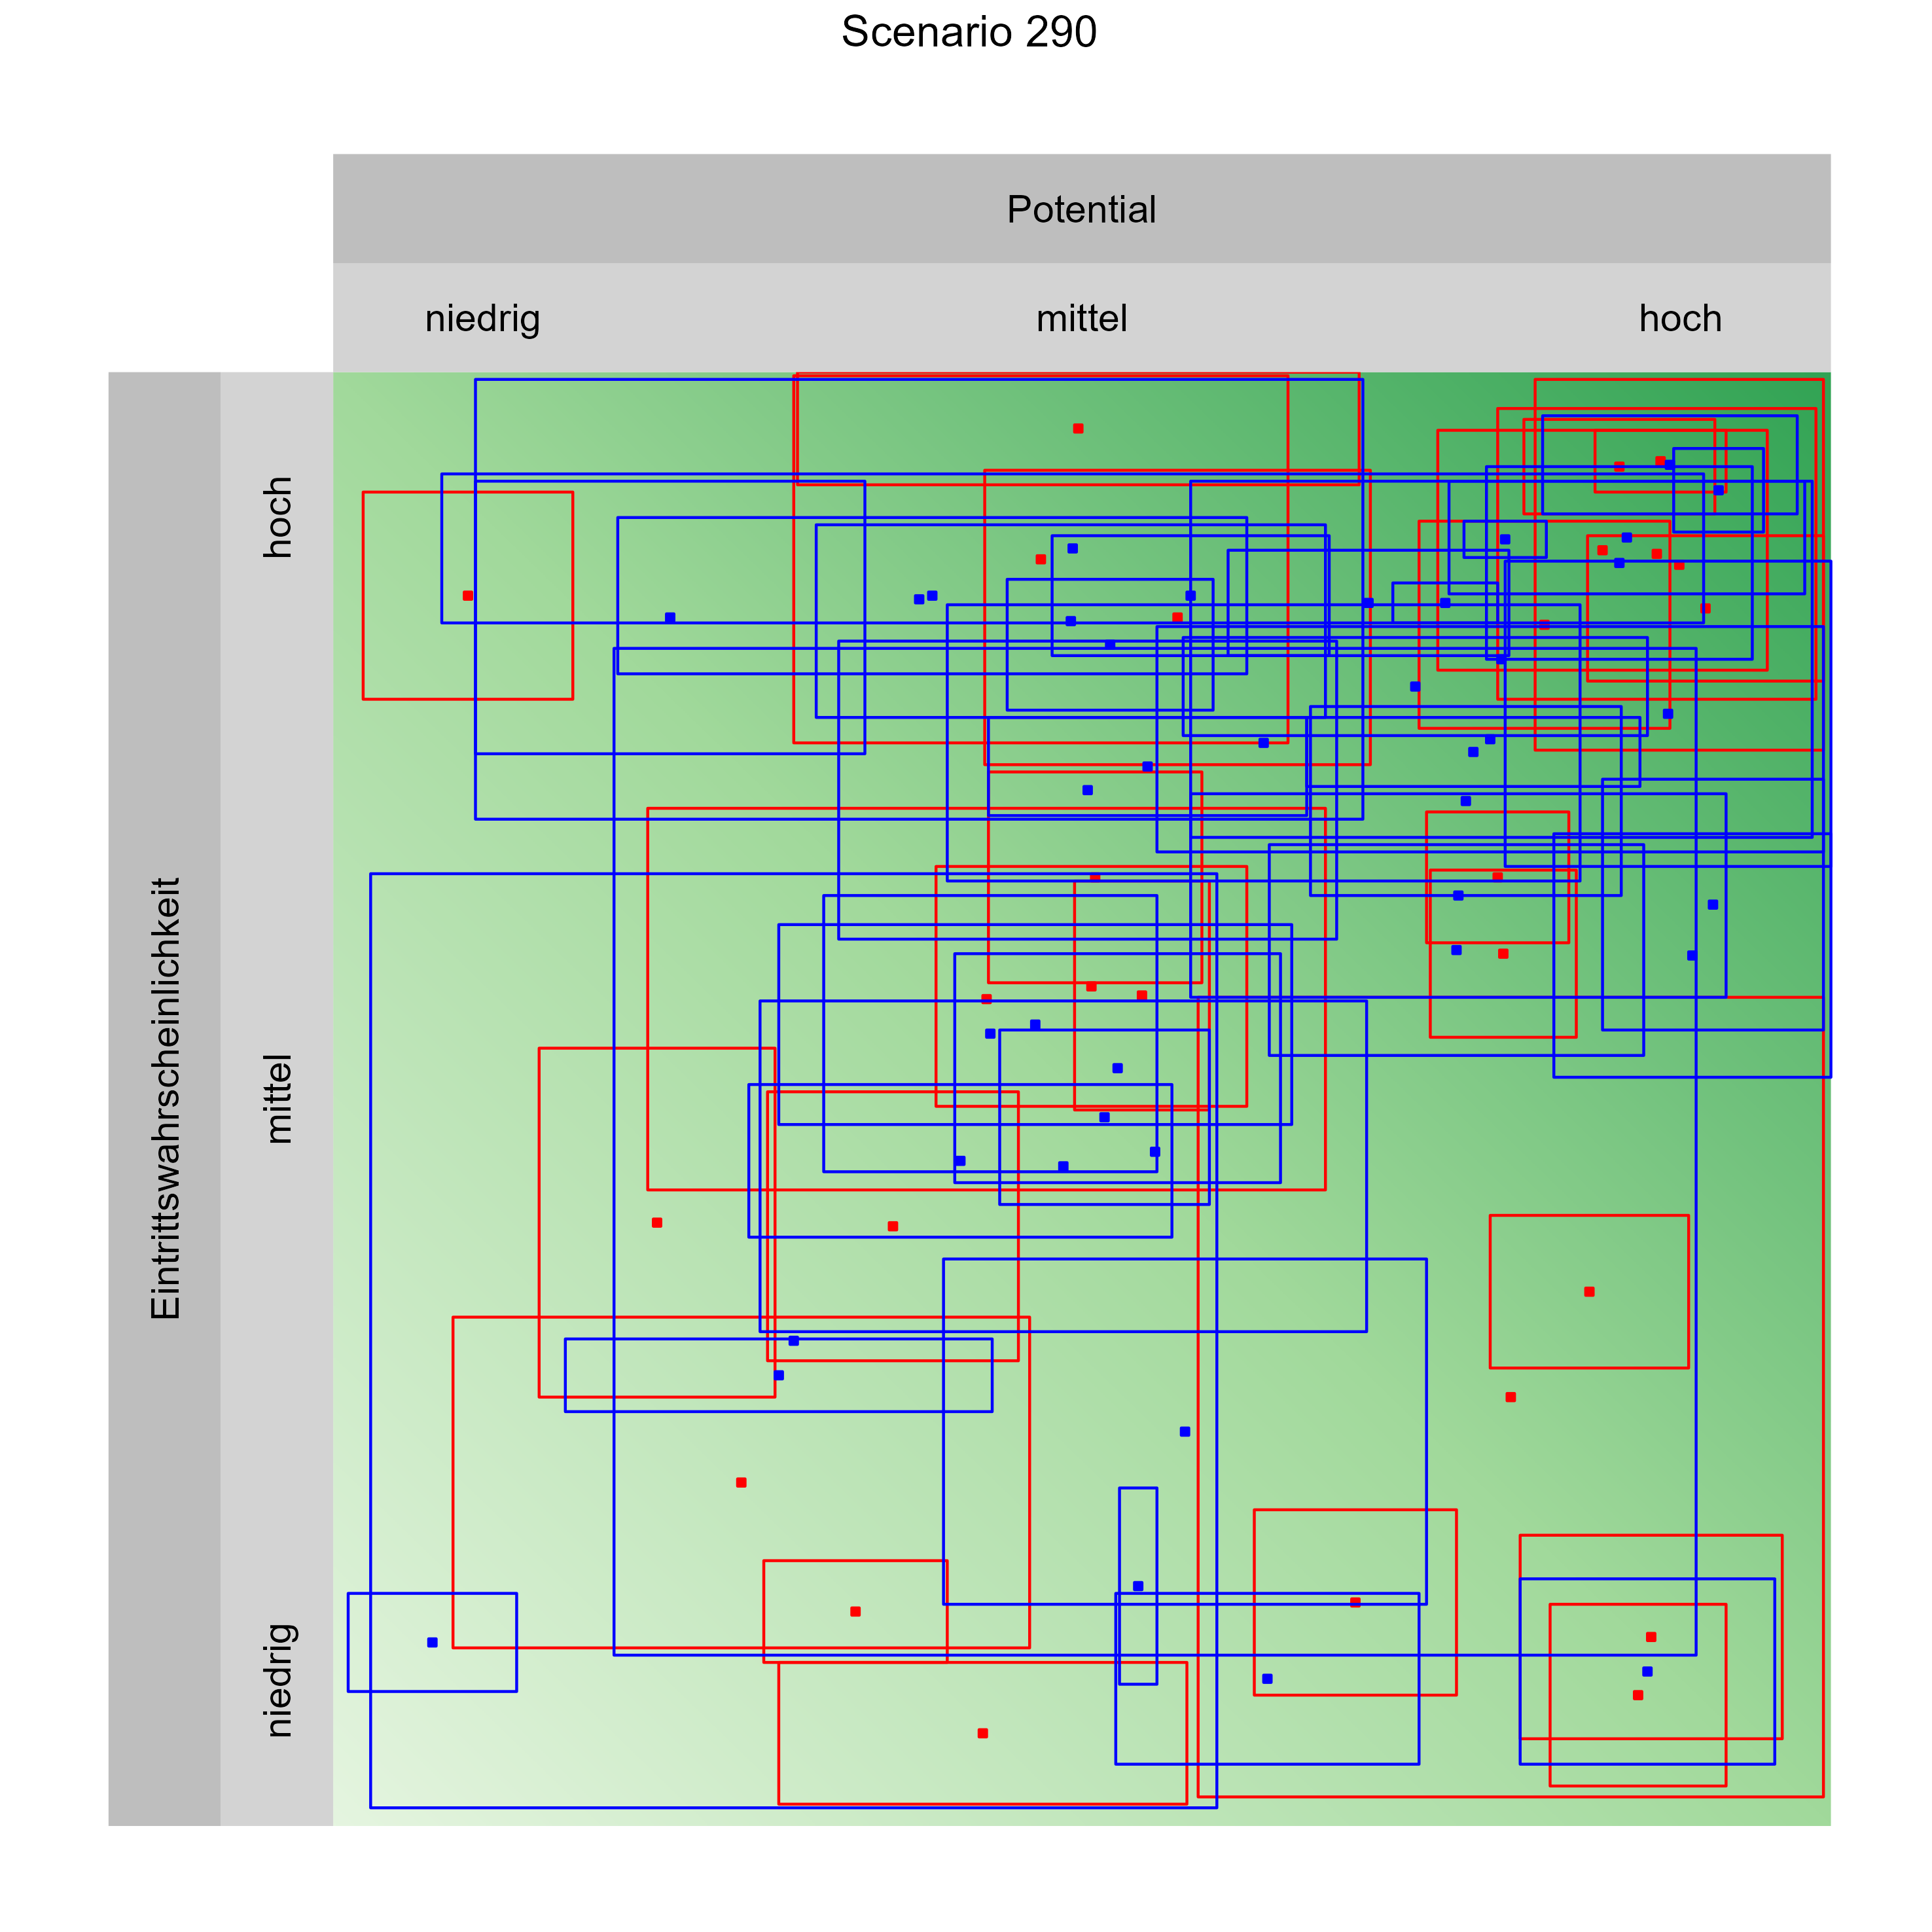 Scenario 290
Potential
niedrig
mittel
hoch
Eintrittswahrscheinlichkeit
hoch
mittel
niedrig